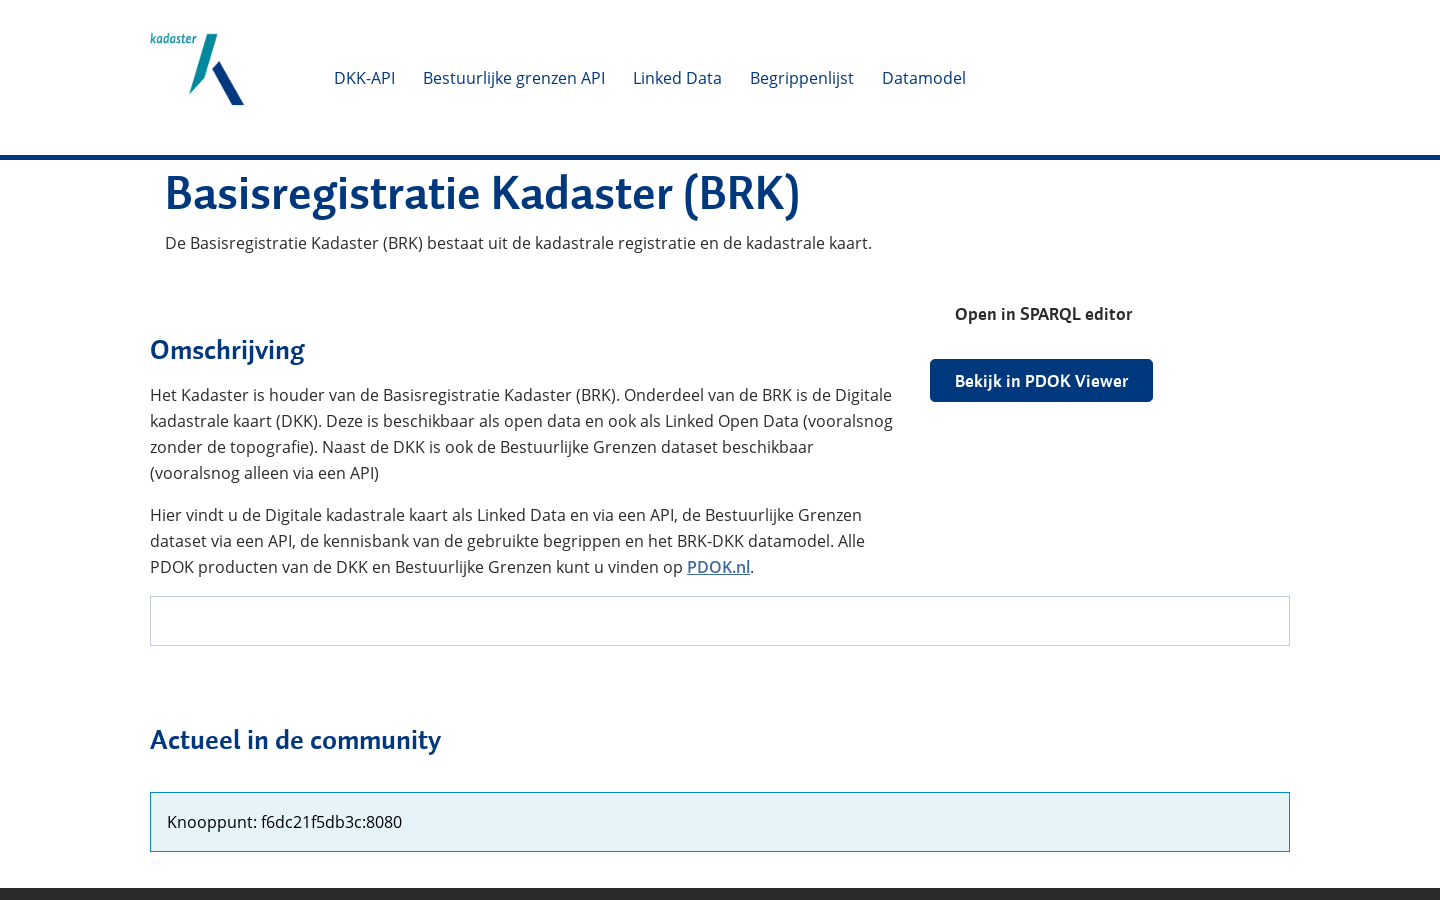 kadaster
DKK-API
Bestuurlijke grenzen API
Linked Data
Begrippenlijst
Datamodel
Basisregistratie Kadaster (BRK)
De Basisregistratie Kadaster (BRK) bestaat uit de kadastrale registratie en de kadastrale kaart.
Open in SPARQL editor
Bekijk in PDOK Viewer
Omschrijving
Het Kadaster is houder van de Basisregistratie Kadaster (BRK). Onderdeel van de BRK is de Digitale
kadastrale kaart (DKK). Deze is beschikbaar als open data en ook als Linked Open Data (vooralsnog
zonder de topografie). Naast de DKK is ook de Bestuurlijke Grenzen dataset beschikbaar
(vooralsnog alleen via een API)
Hier vindt u de Digitale kadastrale kaart als Linked Data en via een API, de Bestuurlijke Grenzen
dataset via een API, de kennisbank van de gebruikte begrippen en het BRK-DKK datamodel. Alle
PDOK producten van de DKK en Bestuurlijke Grenzen kunt u vinden op PDOK.nl.
Actueel in de community
Knooppunt: f6dc21f5db3c:8080